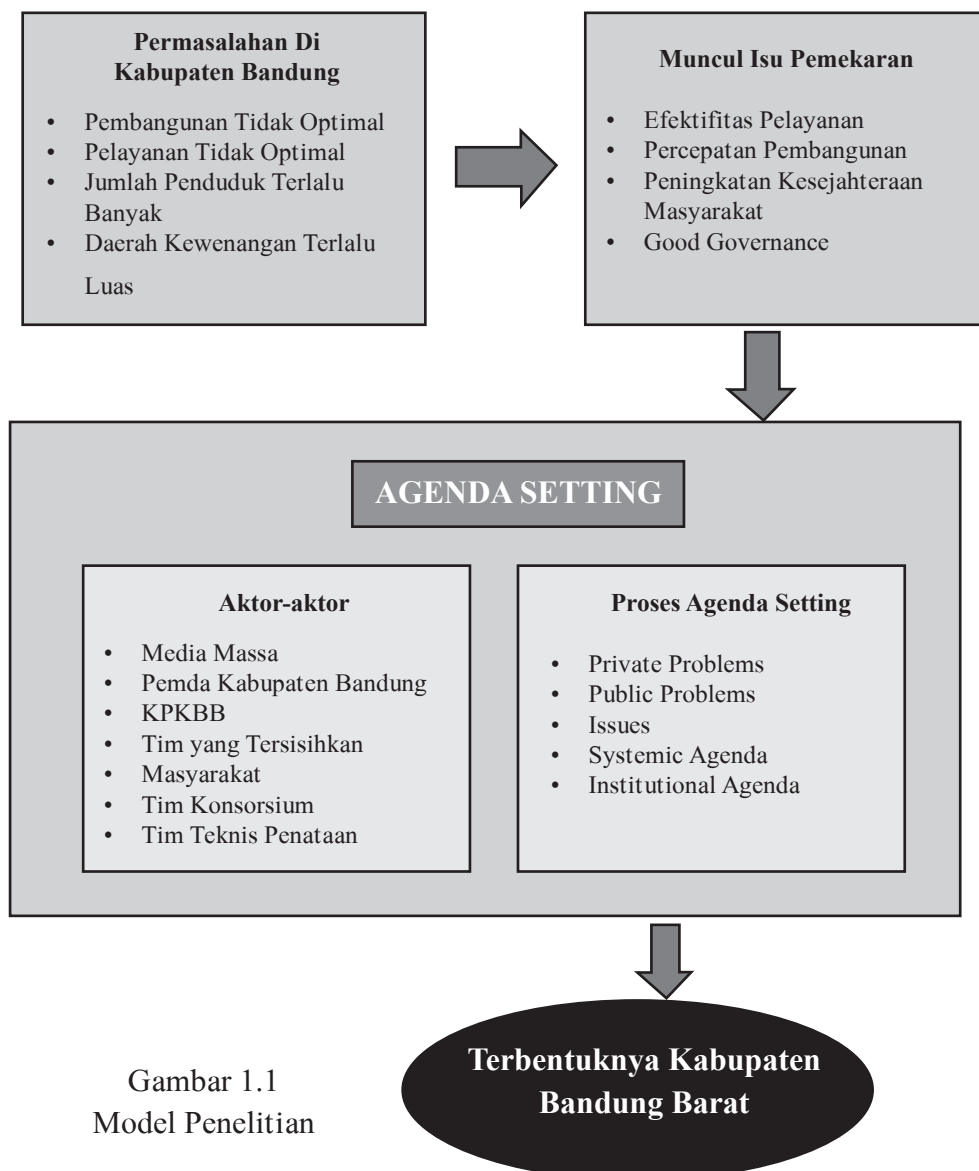 Permasalahan Di
Kabupaten Bandung
• Pembangunan Tidak Optimal
• Pelayanan Tidak Optimal
• Jumlah Penduduk Terlalu
Banyak
• Daerah Kewenangan Terlalu
Luas
Muncul Isu Pemekaran
• Efektifitas Pelayanan
• Percepatan Pembangunan
• Peningkatan Kesejahteraan
Masyarakat
• Good Governance
AGENDA SETTING
Aktor-aktor
• Media Massa
• Pemda Kabupaten Bandung
• KPKBB
• Tim yang Tersisihkan
• Masyarakat
• Tim Konsorsium
• Tim Teknis Penataan
Proses Agenda Setting
• Private Problems
• Public Problems
• Issues
• Systemic Agenda
• Institutional Agenda
Terbentuknya Kabupaten
Bandung Barat
Gambar 1.1
Model Penelitian